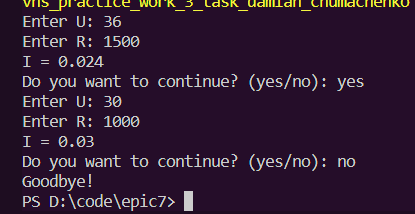 vns_practice_work_3_task_damian_chumachenko
Enter U: 36
Enter R: 1500
I = 0.024
Do you want to continue? (yes/no): yes
Enter U: 30
Enter R: 1000
I = 0.03
Do you want to continue? (yes/no): no
Goodbye!
PS D:\code\epic7>